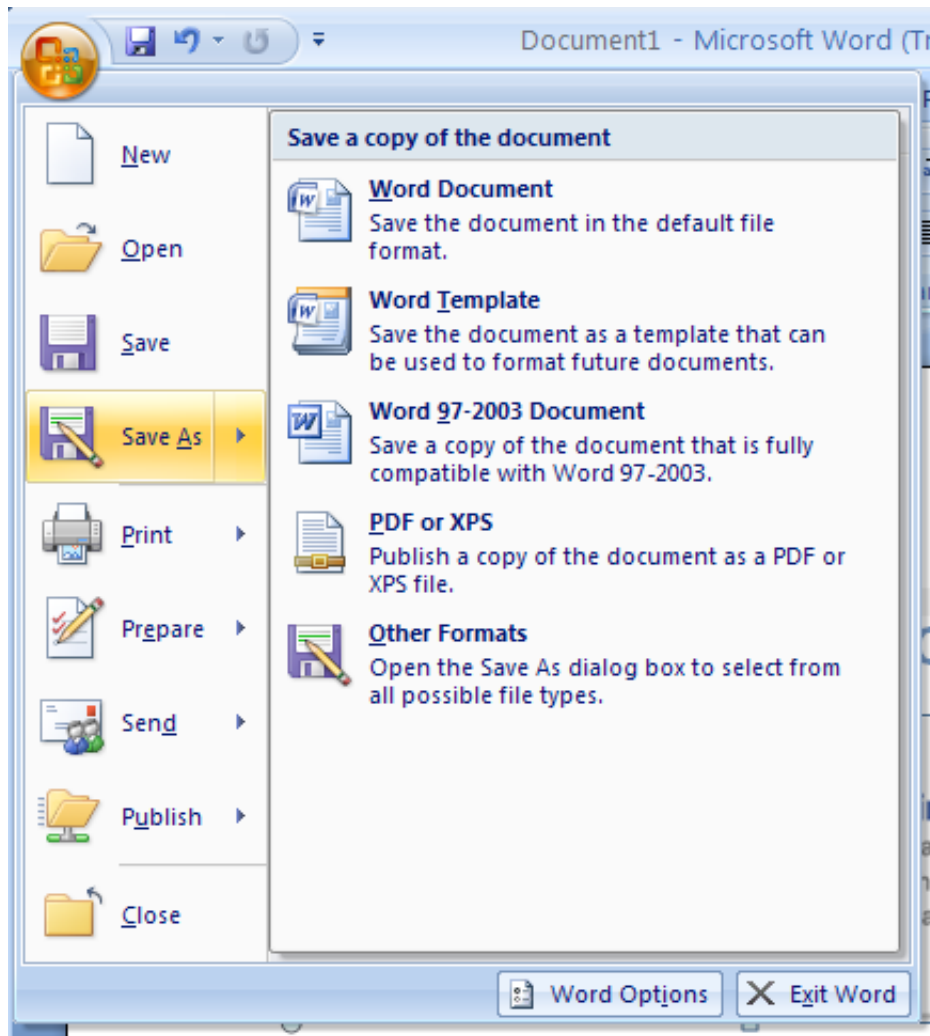 Document1 - Microsoft Word (Tr
New
Open
Save
Save As
Print
Prepare
Send
Publish
Close
Save a copy of the document
Word Document
Save the document in the default file
format.
Word Template
Save the document as a template that can
be used to format future documents.
Word 97-2003 Document
Save a copy of the document that is fully
compatible with Word 97-2003.
PDF or XPS
Publish a copy of the document as a PDF or
XPS file.
Other Formats
Open the Save As dialog box to select from
all possible file types.
Word Options
Exit Word